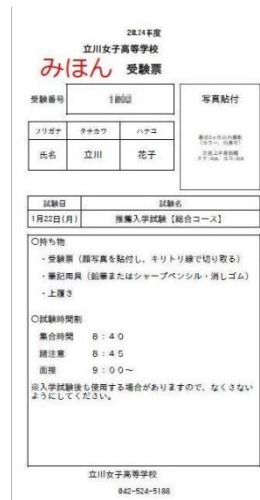 2024年度
立川女子高等学校
みほん 受験票
受験番号
写真貼付
フリガナ タチカワ ハナコ
氏名 立川 花子
試験日 試験名
1月22日(月) 推薦入学試験【総合コース】
○持ち物
・受験票(顔写真を貼付し、キリトリ線で切り取る)
・筆記用具(鉛筆またはシャープペンシル・消しゴム)
・上履き
○試験時間割
集合時間 8:40
諸注意 8:45
面接 9:00~
※入学試験後も使用する場合がありますので、なくさない
ようにしてください。
立川女子高等学校
042-524-5188